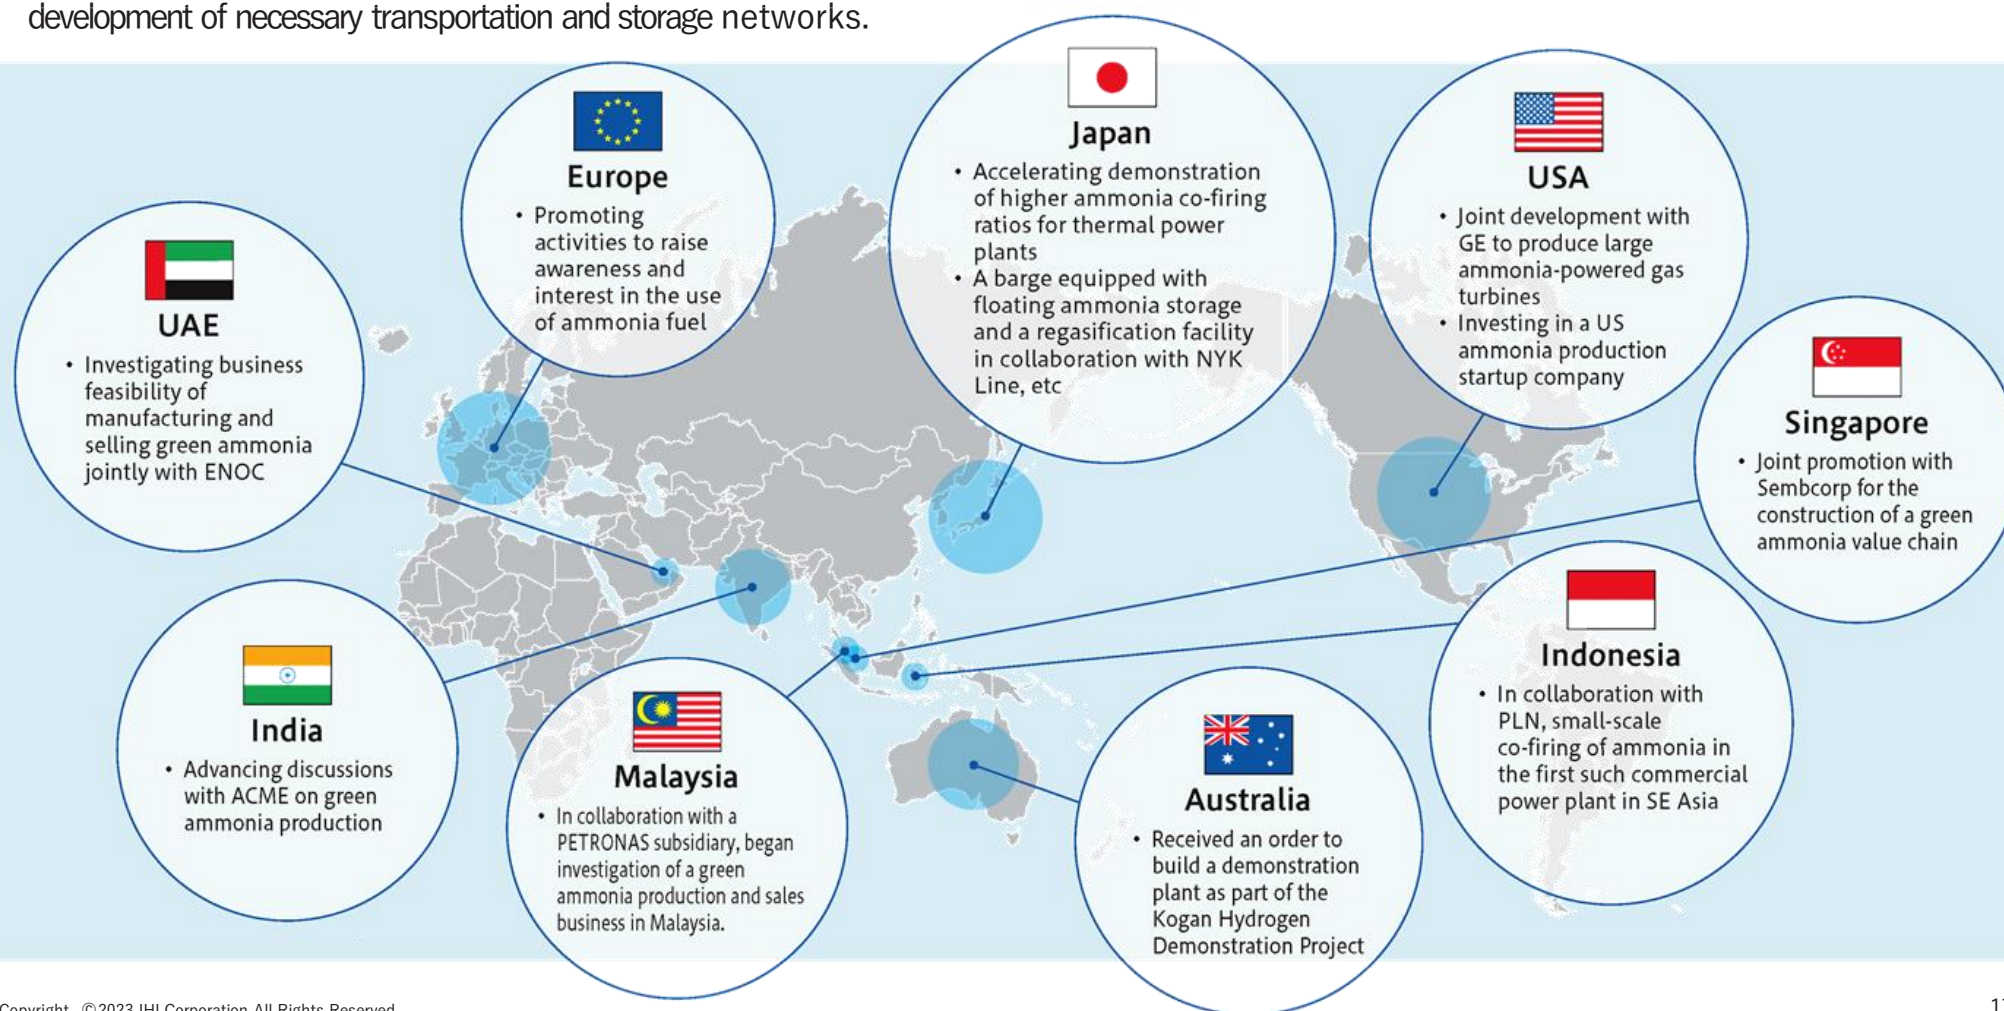 development of necessary transportation and storage networks.
Japan
• Accelerating demonstration
of higher ammonia co-firing
ratios for thermal power
plants
• A barge equipped with
floating ammonia storage
and a regasification facility
in collaboration with NYK
Line, etc
Europe
• Promoting
activities to raise
awareness and
interest in the use
of ammonia fuel
USA
• Joint development with
GE to produce large
ammonia-powered gas
turbines
• Investing in a US
ammonia production
startup company
UAE
• Investigating business
feasibility of
manufacturing and
selling green ammonia
jointly with ENOC
Singapore
• Joint promotion with
Sembcorp for the
construction of a green
ammonia value chain
India
• Advancing discussions
with ACME on green
ammonia production
Malaysia
• In collaboration with a
PETRONAS subsidiary, began
investigation of a green
ammonia production and sales
business in Malaysia.
Australia
• Received an order to
build a demonstration
plant as part of the
Kogan Hydrogen
Demonstration Project
Indonesia
• In collaboration with
PLN, small-scale
co-firing of ammonia in
the first such commercial
power plant in SE Asia
Copyright ©2023 IHI Corporation All Rights Reserved